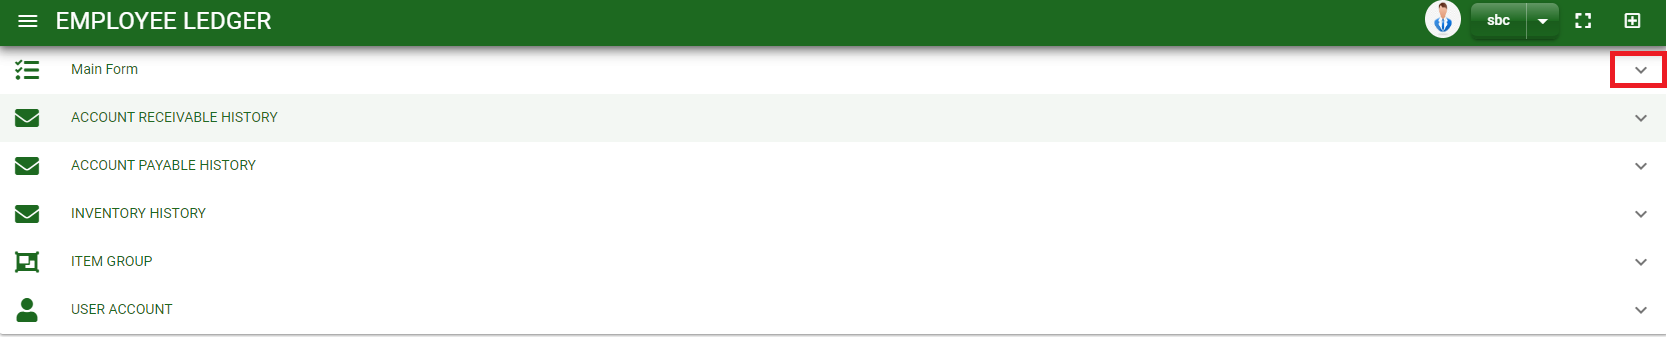 EMPLOYEE LEDGER
sbc
Main Form
ACCOUNT RECEIVABLE HISTORY
ACCOUNT PAYABLE HISTORY
INVENTORY HISTORY
ITEM GROUP
USER ACCOUNT